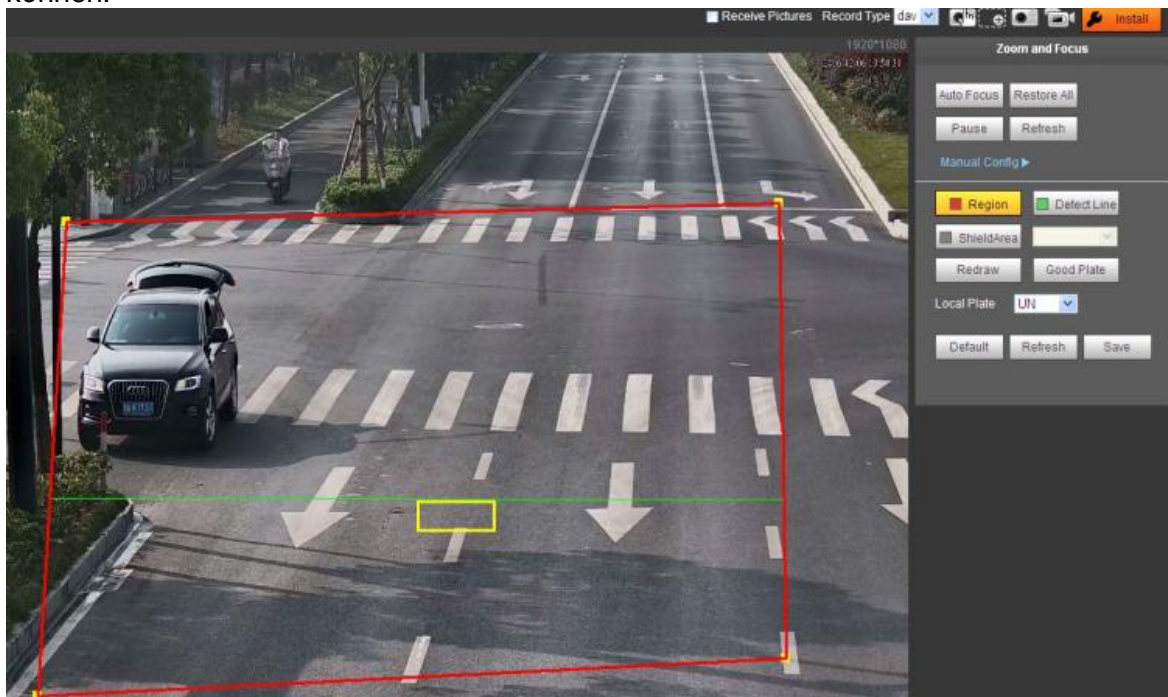 können.
Receive Pictures Record Type dav Install
1920*1080
Zoom and Focus
Auto Focus Restore All
Pause Refresh
Manual Config
Region Detect Line
ShieldArea
Redraw Good Plate
Local Plate UN
Default Refresh Save